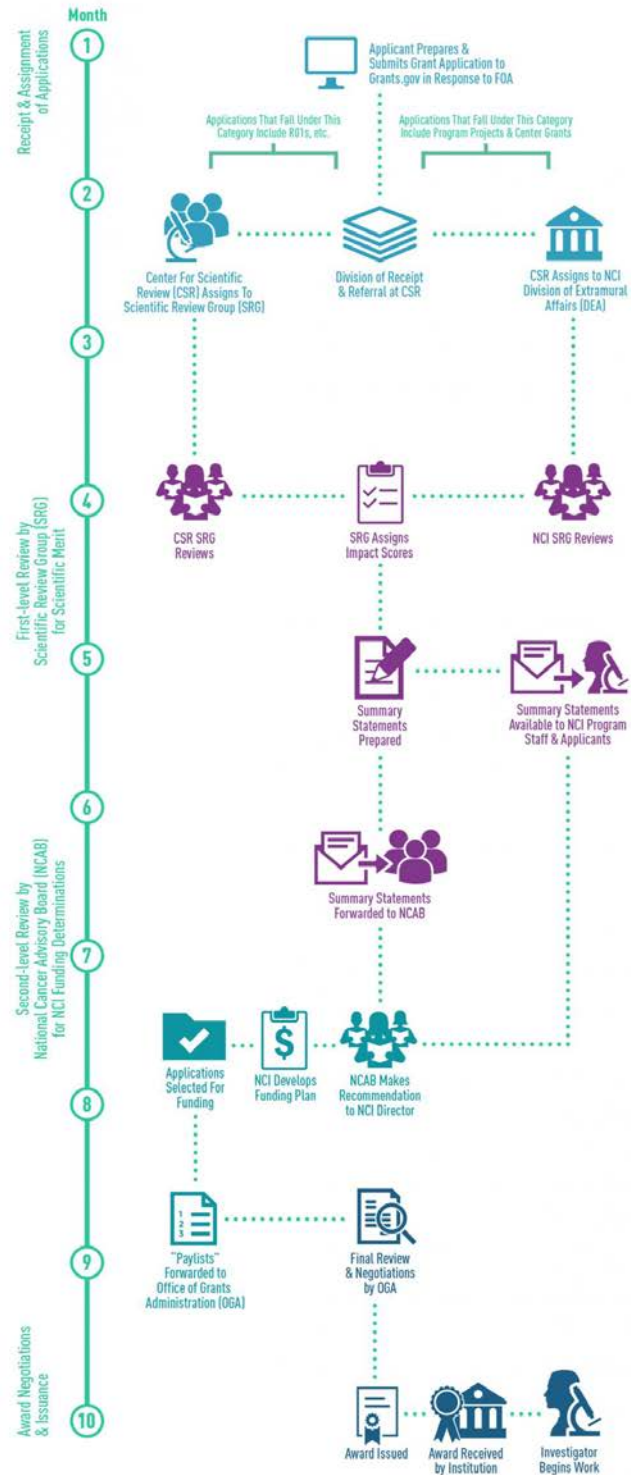 Month
1
Receipt & Assignment
of Applications
Applicant Prepares &
Submits Grant Application to
Grants.gov in Response to FOA
Applications That Fall Under This
Category Include R01s, etc.
Applications That Fall Under This Category
Include Program Projects & Center Grants
2
Center For Scientific
Review (CSR) Assigns To
Scientific Review Group (SRG)
Division of Receipt
& Referral at CSR
CSR Assigns to NCI
Division of Extramural
Affairs (DEA)
3
First-level Review by
Scientific Review Group (SRG)
for Scientific Merit
4
CSR SRG
Reviews
SRG Assigns
Impact Scores
NCI SRG Reviews
5
Summary
Statements
Prepared
Summary Statements
Available to NCI Program
Staff & Applicants
6
Summary Statements
Forwarded to NCAB
Second-level Review by
National Cancer Advisory Board (NCAB)
for NCI Funding Determinations
7
Applications
Selected For
Funding
$
NCI Develops
Funding Plan
NCAB Makes
Recommendation
to NCI Director
8
1
2
3
"Paylists"
Forwarded to
Office of Grants
Administration (OGA)
Final Review
& Negotiations
by OGA
9
Award Negotiations
& Issuance
10
Award Issued
Award Received
by Institution
Investigator
Begins Work